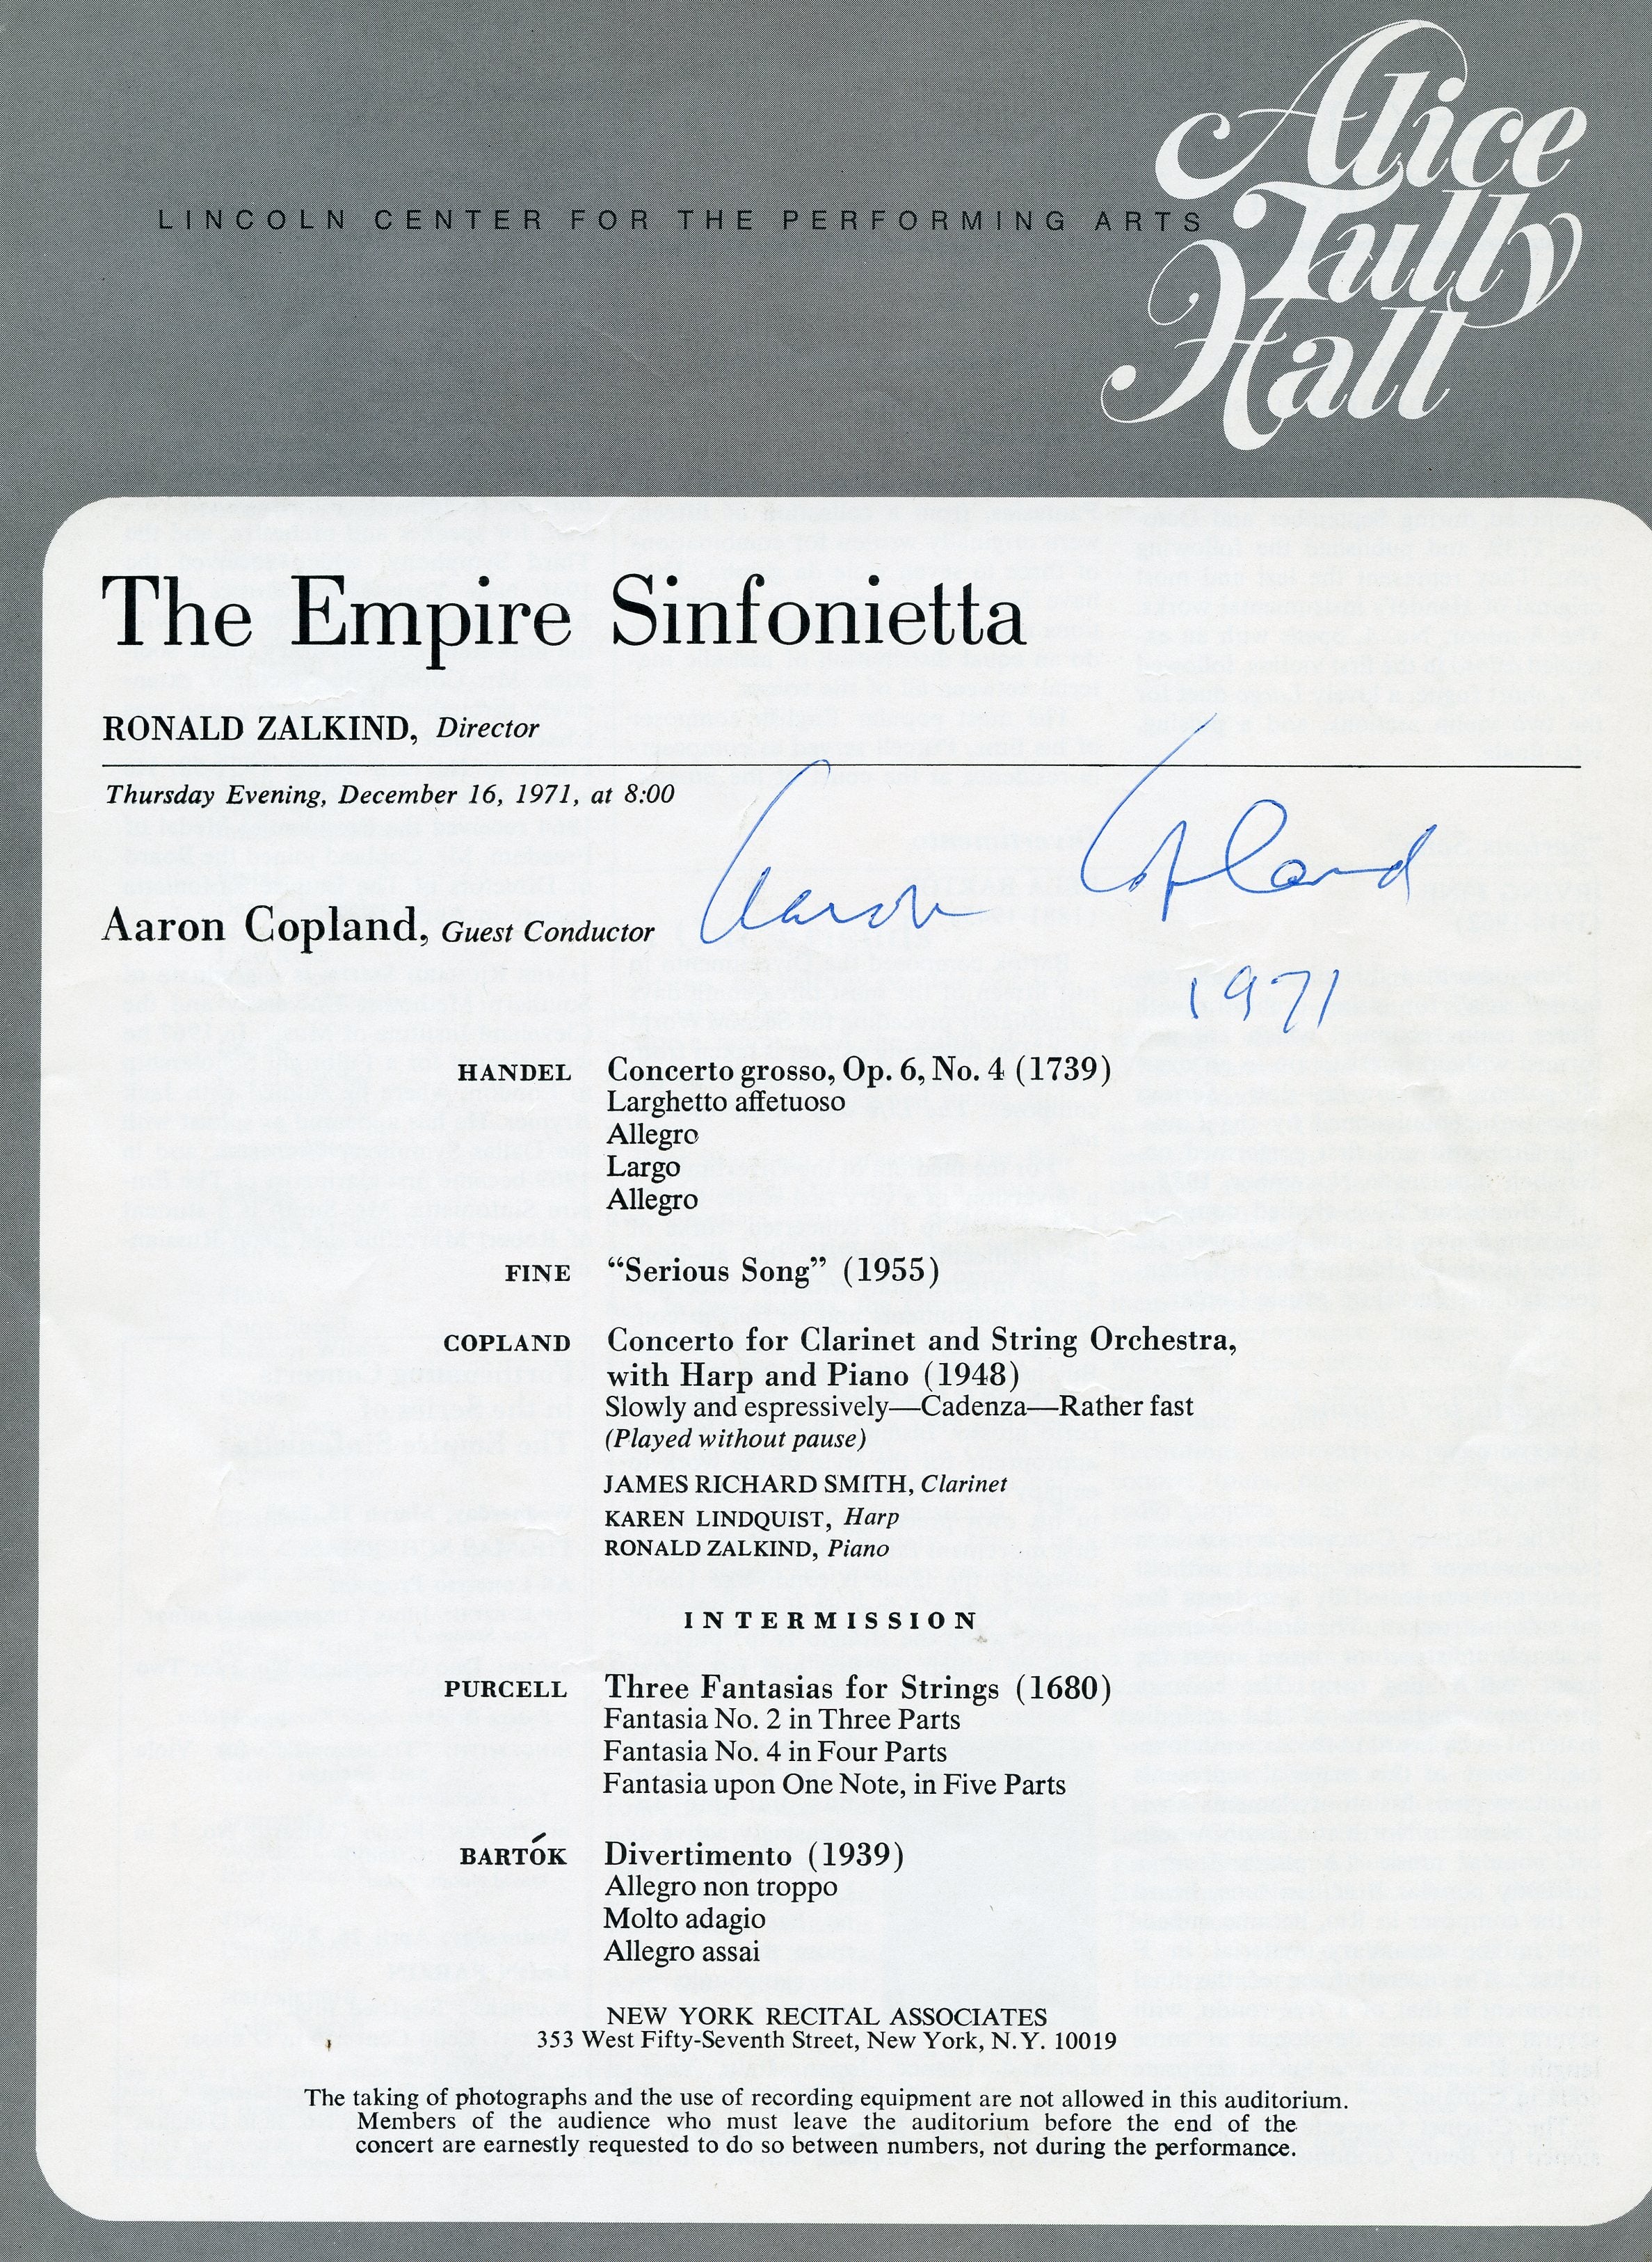 Alice
Tully
Hall
LINCOLN CENTER FOR THE PERFORMING ARTS
The Empire Sinfonietta
RONALD ZALKIND, Director
Thursday Evening, December 16, 1971, at 8:00
Aaron Copland
Aaron Copland, Guest Conductor
1971
HANDEL Concerto grosso, Op. 6, No. 4 (1739)
Larghetto affetuoso
Allegro
Largo
Allegro
FINE “Serious Song” (1955)
COPLAND Concerto for Clarinet and String Orchestra,
with Harp and Piano (1948)
Slowly and espressively—Cadenza—Rather fast
(Played without pause)
JAMES RICHARD SMITH, Clarinet
KAREN LINDQUIST, Harp
RONALD ZALKIND, Piano
INTERMISSION
PURCELL Three Fantasias for Strings (1680)
Fantasia No. 2 in Three Parts
Fantasia No. 4 in Four Parts
Fantasia upon One Note, in Five Parts
BARTÓK Divertimento (1939)
Allegro non troppo
Molto adagio
Allegro assai
NEW YORK RECITAL ASSOCIATES
353 West Fifty-Seventh Street, New York, N.Y. 10019
The taking of photographs and the use of recording equipment are not allowed in this auditorium.
Members of the audience who must leave the auditorium before the end of the
concert are earnestly requested to do so between numbers, not during the performance.